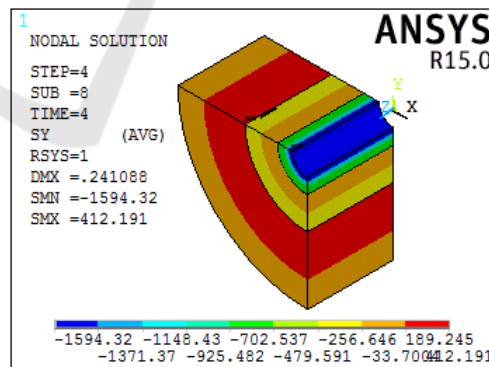 1
NODAL SOLUTION
ANSYS
R15.0
STEP=4
SUB =8
TIME=4
SY (AVG)
RSYS=1
DMX =.241088
SMN =-1594.32
SMX =412.191
Y
Z X
-1594.32 -1148.43 -702.537 -256.646 189.245
-1371.37 -925.482 -479.591 -33.7004 412.191